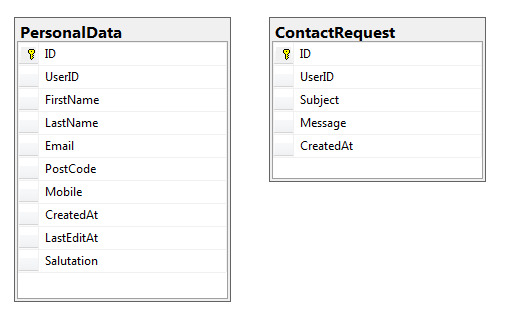 PersonalData
ID
UserID
FirstName
LastName
Email
PostCode
Mobile
CreatedAt
LastEditAt
Salutation
ContactRequest
ID
UserID
Subject
Message
CreatedAt